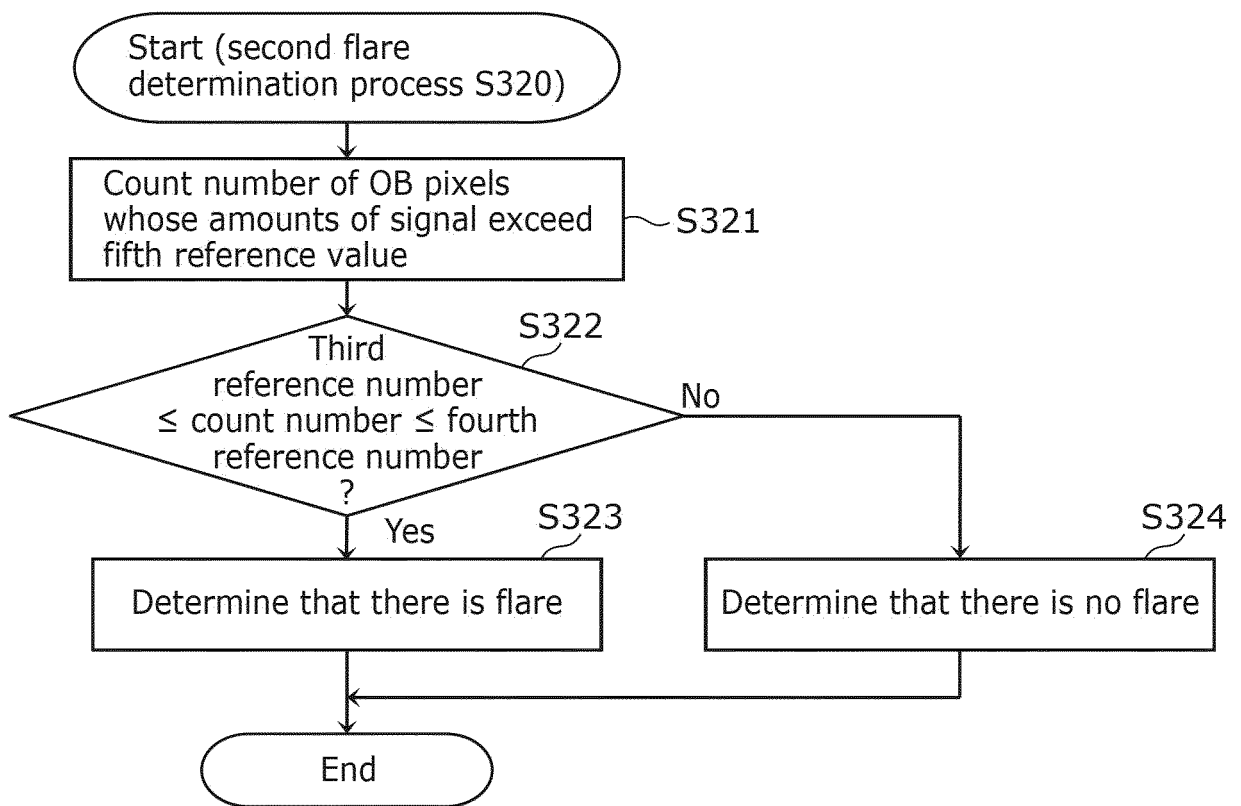 Start (second flare
determination process S320)
Count number of OB pixels
whose amounts of signal exceed
fifth reference value
S321
S322
Third
reference number
≤ count number ≤ fourth
reference number
?
No
Yes
S323
Determine that there is flare
S324
Determine that there is no flare
End